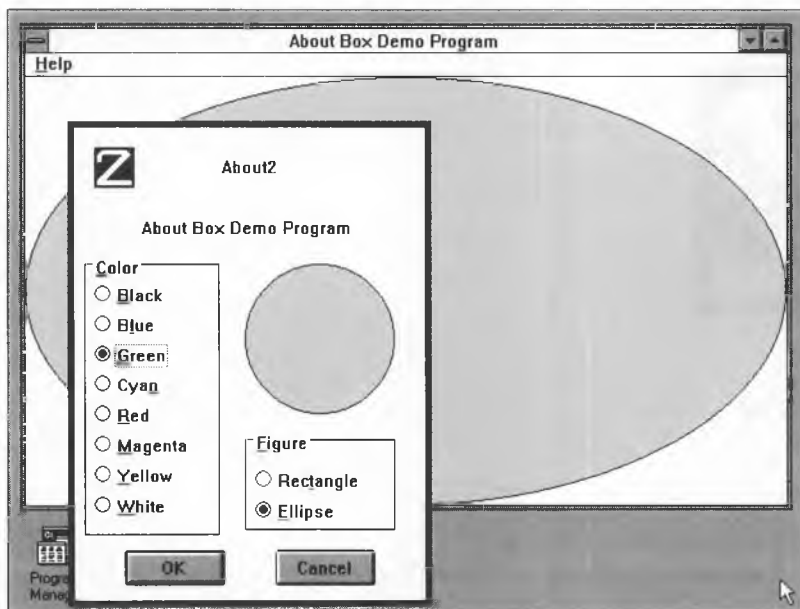 About Box Demo Program
Help
About2
About Box Demo Program
Color
Black
Blue
Green
Cyan
Red
Magenta
Yellow
White
Figure
Rectangle
Ellipse
OK
Cancel